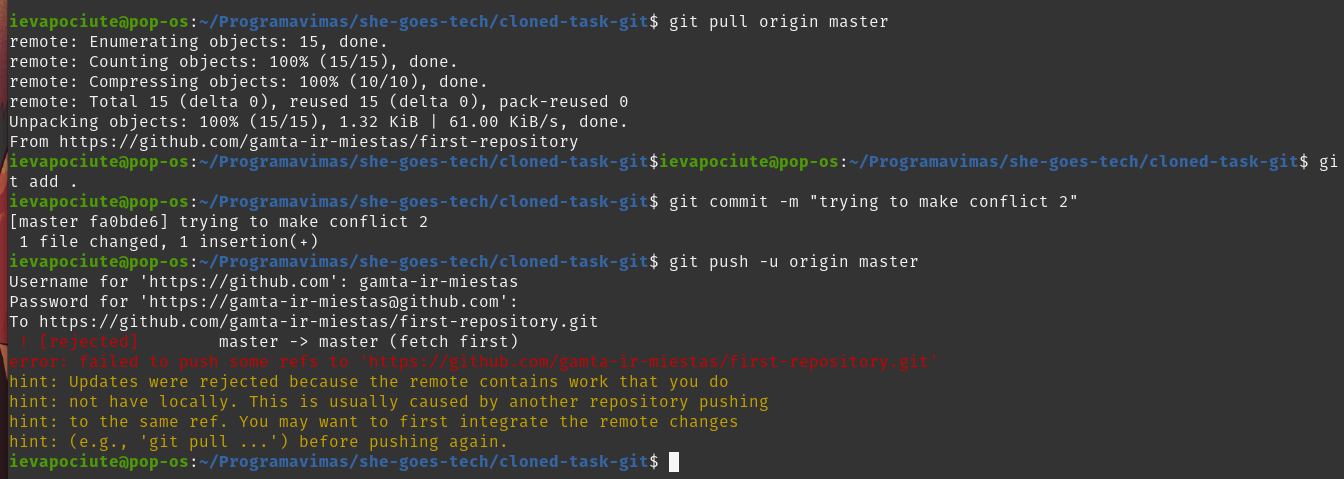 ievapociute@pop-os:~/Programavimas/she-goes-tech/cloned-task-git$ git pull origin master
remote: Enumerating objects: 15, done.
remote: Counting objects: 100% (15/15), done.
remote: Compressing objects: 100% (10/10), done.
remote: Total 15 (delta 0), reused 15 (delta 0), pack-reused 0
Unpacking objects: 100% (15/15), 1.32 KiB | 61.00 KiB/s, done.
From https://github.com/gamta-ir-miestas/first-repository
ievapociute@pop-os:~/Programavimas/she-goes-tech/cloned-task-git$ievapociute@pop-os:~/Programavimas/she-goes-tech/cloned-task-git$ gi
t add .
ievapociute@pop-os:~/Programavimas/she-goes-tech/cloned-task-git$ git commit -m "trying to make conflict 2"
[master fa0bde6] trying to make conflict 2
 1 file changed, 1 insertion(+)
ievapociute@pop-os:~/Programavimas/she-goes-tech/cloned-task-git$ git push -u origin master
Username for 'https://github.com': gamta-ir-miestas
Password for 'https://gamta-ir-miestas@github.com':
To https://github.com/gamta-ir-miestas/first-repository.git
 ! [rejected]        master -> master (fetch first)
error: failed to push some refs to 'https://github.com/gamta-ir-miestas/first-repository.git'
hint: Updates were rejected because the remote contains work that you do
hint: not have locally. This is usually caused by another repository pushing
hint: to the same ref. You may want to first integrate the remote changes
hint: (e.g., 'git pull ...') before pushing again.
ievapociute@pop-os:~/Programavimas/she-goes-tech/cloned-task-git$